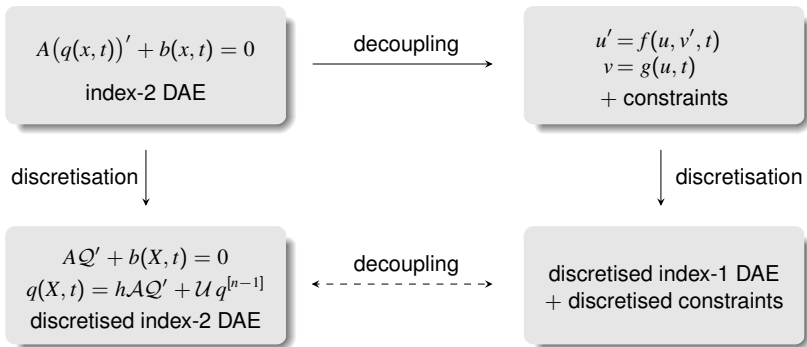 A(q(x, t))′ + b(x, t) = 0
index-2 DAE
decoupling
u′ = f(u, v′, t)
v = g(u, t)
+ constraints
discretisation
discretisation
A𝒬′ + b(X, t) = 0
q(X, t) = h𝒜𝒬′ + 𝒰 q^[n−1]
discretised index-2 DAE
decoupling
discretised index-1 DAE
+ discretised constraints